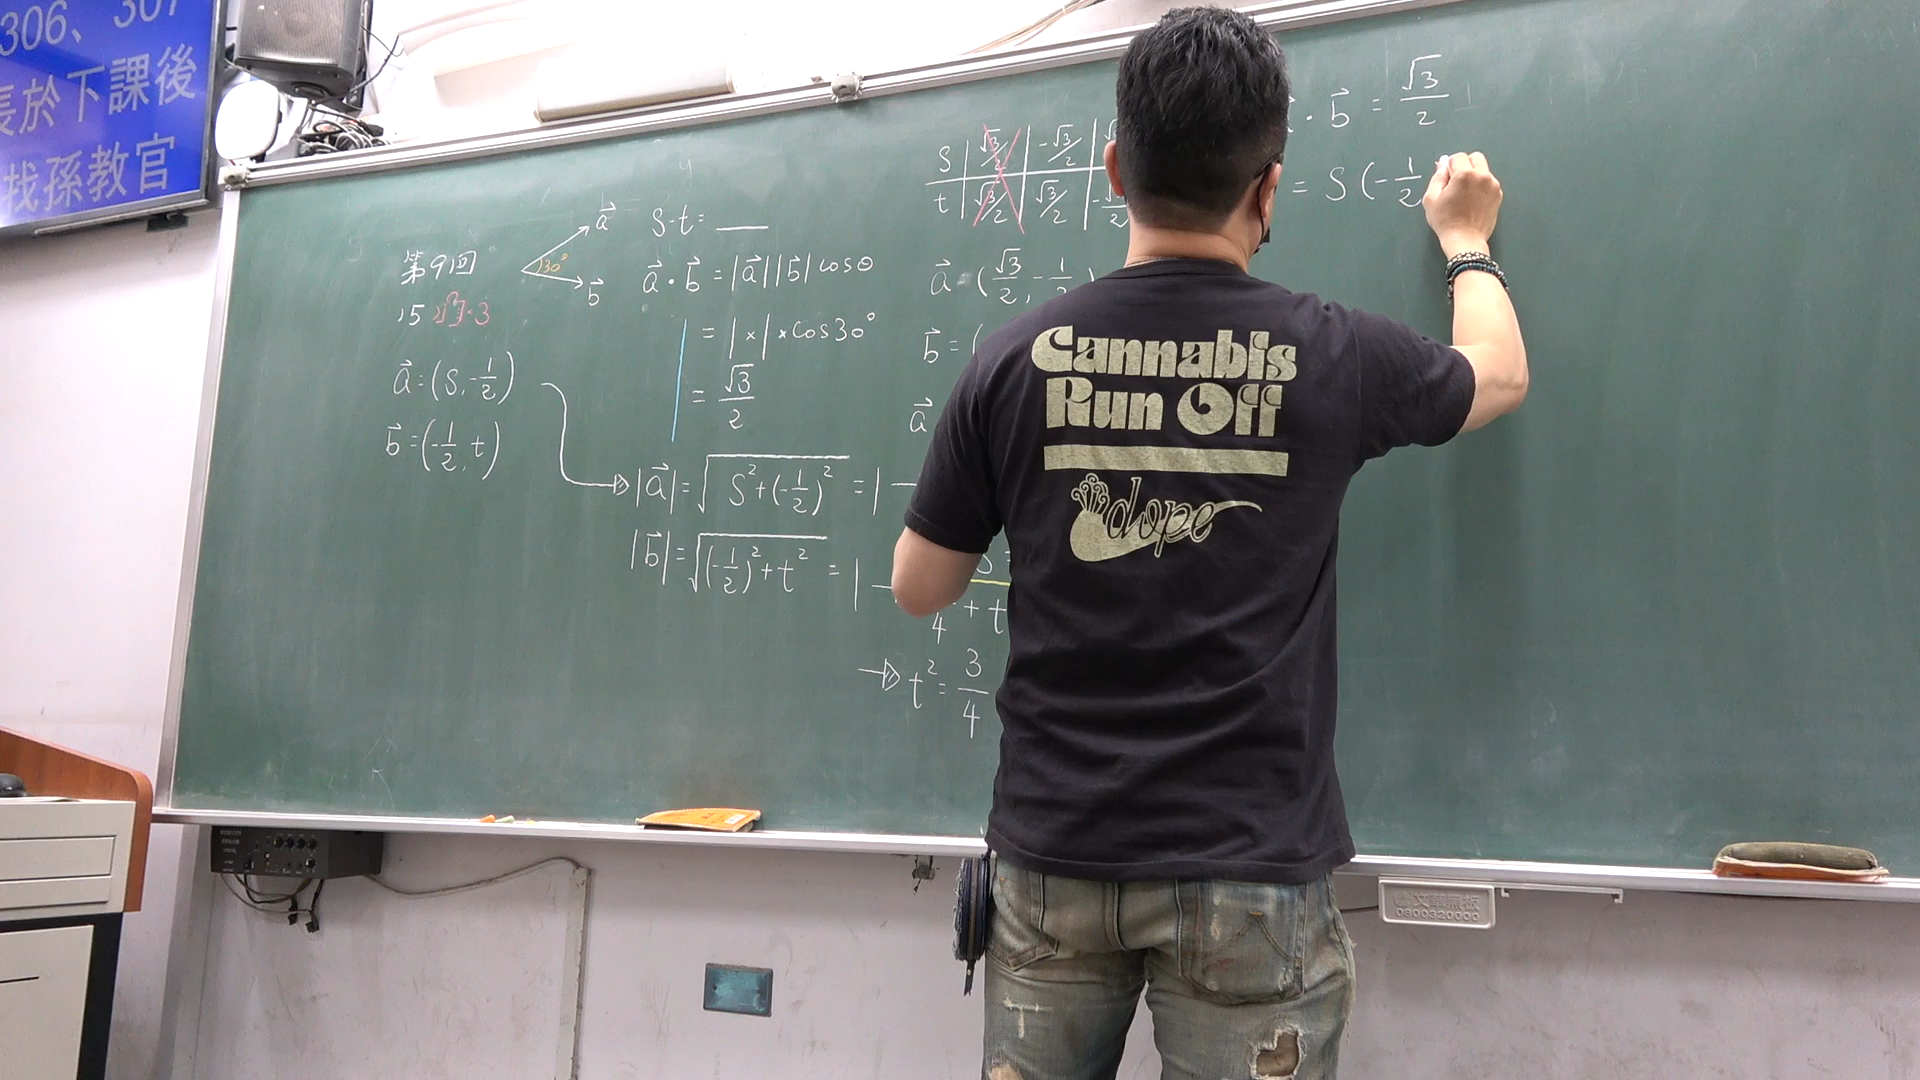 306、307
長於下課後
找孫教官
第9回
15
a⃗=(S,-1/2)
b⃗=(-1/2,t)
a⃗
30°
b⃗
S-t=___
a⃗·b⃗=|a⃗||b⃗|cosθ
=1×1×cos30°
=√3/2
|a⃗|=√(S²+(-1/2)²)=1
|b⃗|=√((-1/2)²+t²)=1
S | √3/2 | -√3/2 |
t | √3/2 | √3/2 | -√3/2
a⃗=(√3/2,-1/2)
b⃗=(
a⃗
S
4+t
t²=3/4
·b⃗=√3/2
=S(-1/2)
Cannabis
Run Off
dope
0800320000